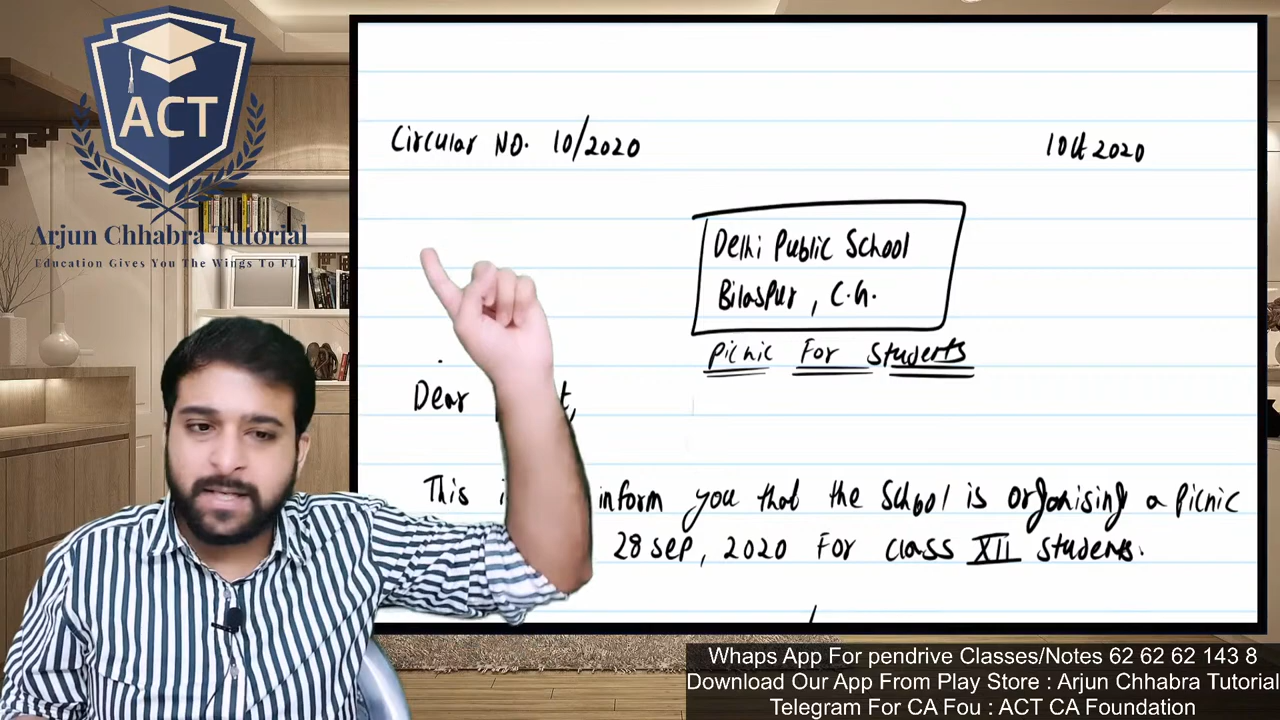 ACT
Arjun Chhabra Tutorial
Education Gives You The Wings To FL
Circular NO. 10/2020
1 Oct 2020
Delhi Public School
Bilaspur, C.G.
Picnic For Students
Dear t,
This i inform you that the School is organising a Picnic
28 Sep, 2020 For class XII students.
Whaps App For pendrive Classes/Notes 62 62 62 143 8
Download Our App From Play Store : Arjun Chhabra Tutorial
Telegram For CA Fou : ACT CA Foundation